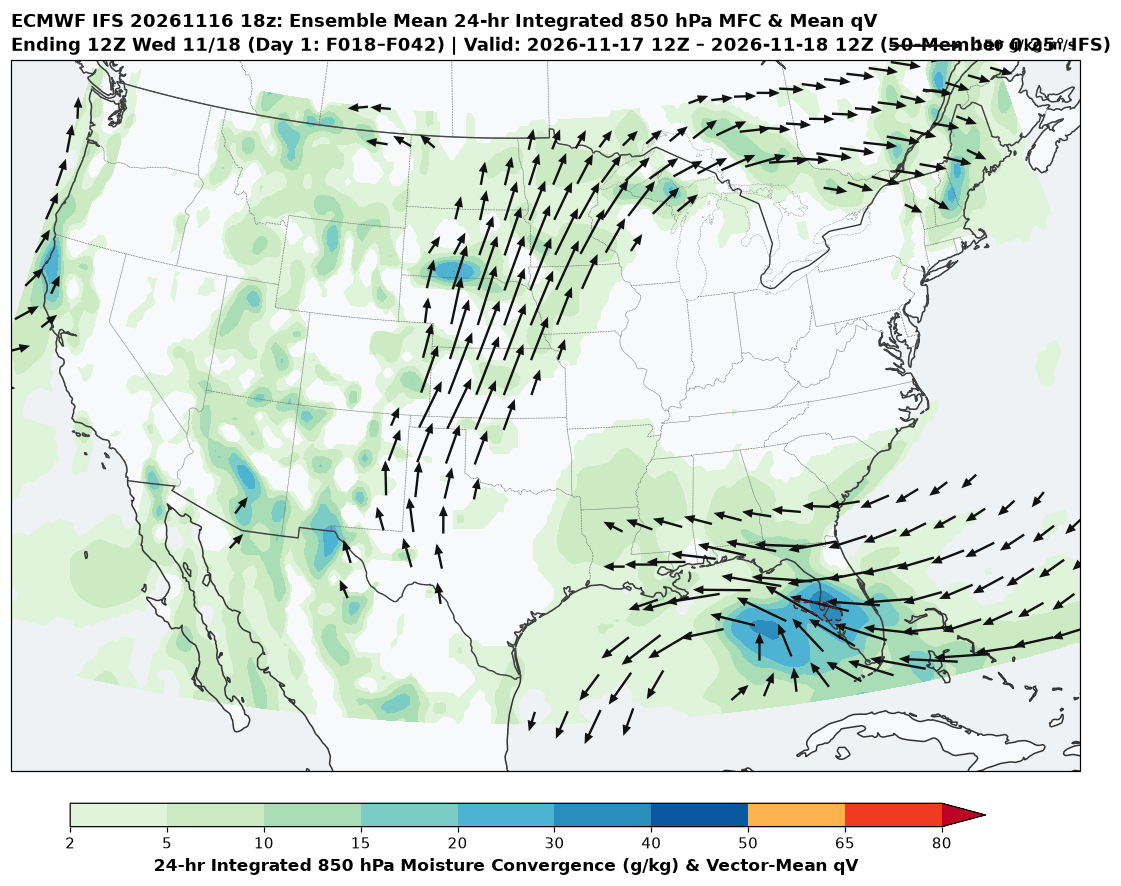 ECMWF IFS 20261116 18z: Ensemble Mean 24-hr Integrated 850 hPa MFC & Mean qV
Ending 12Z Wed 11/18 (Day 1: F018–F042) | Valid: 2026-11-17 12Z – 2026-11-18 12Z (50-Member 0.25° IFS)
2 5 10 15 20 30 40 50 65 80
24-hr Integrated 850 hPa Moisture Convergence (g/kg) & Vector-Mean qV